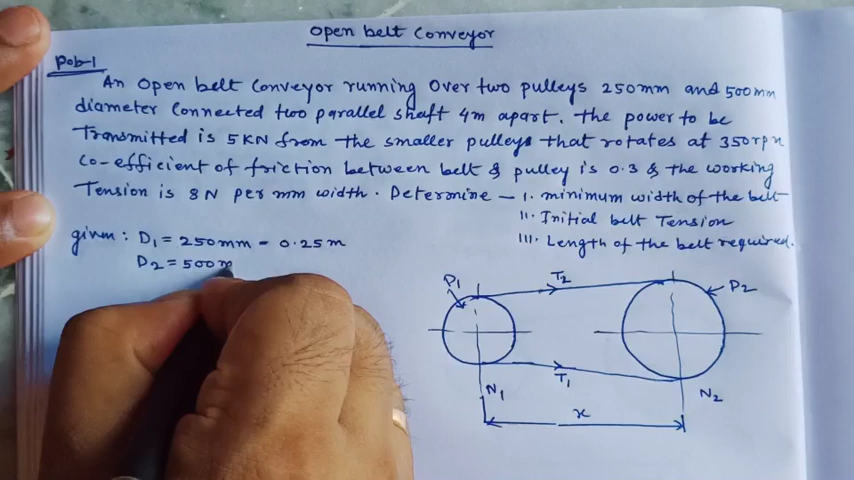 Open belt Conveyor
Pob-1
An open belt Conveyor running Over two pulleys 250mm and 500mm
diameter Connected two parallel shaft 4m apart. The power to be
Transmitted is 5KN from the smaller pulleys that rotates at 350rpm
Co-efficient of friction between belt & pulley is 0.3 & the working
Tension is 8N per mm width. Determine - I. minimum width of the belt
II. Initial belt Tension
III. Length of the belt required.
given: D1 = 250mm = 0.25m
D2 = 500m
D1
T2
D2
T1
N1
N2
x